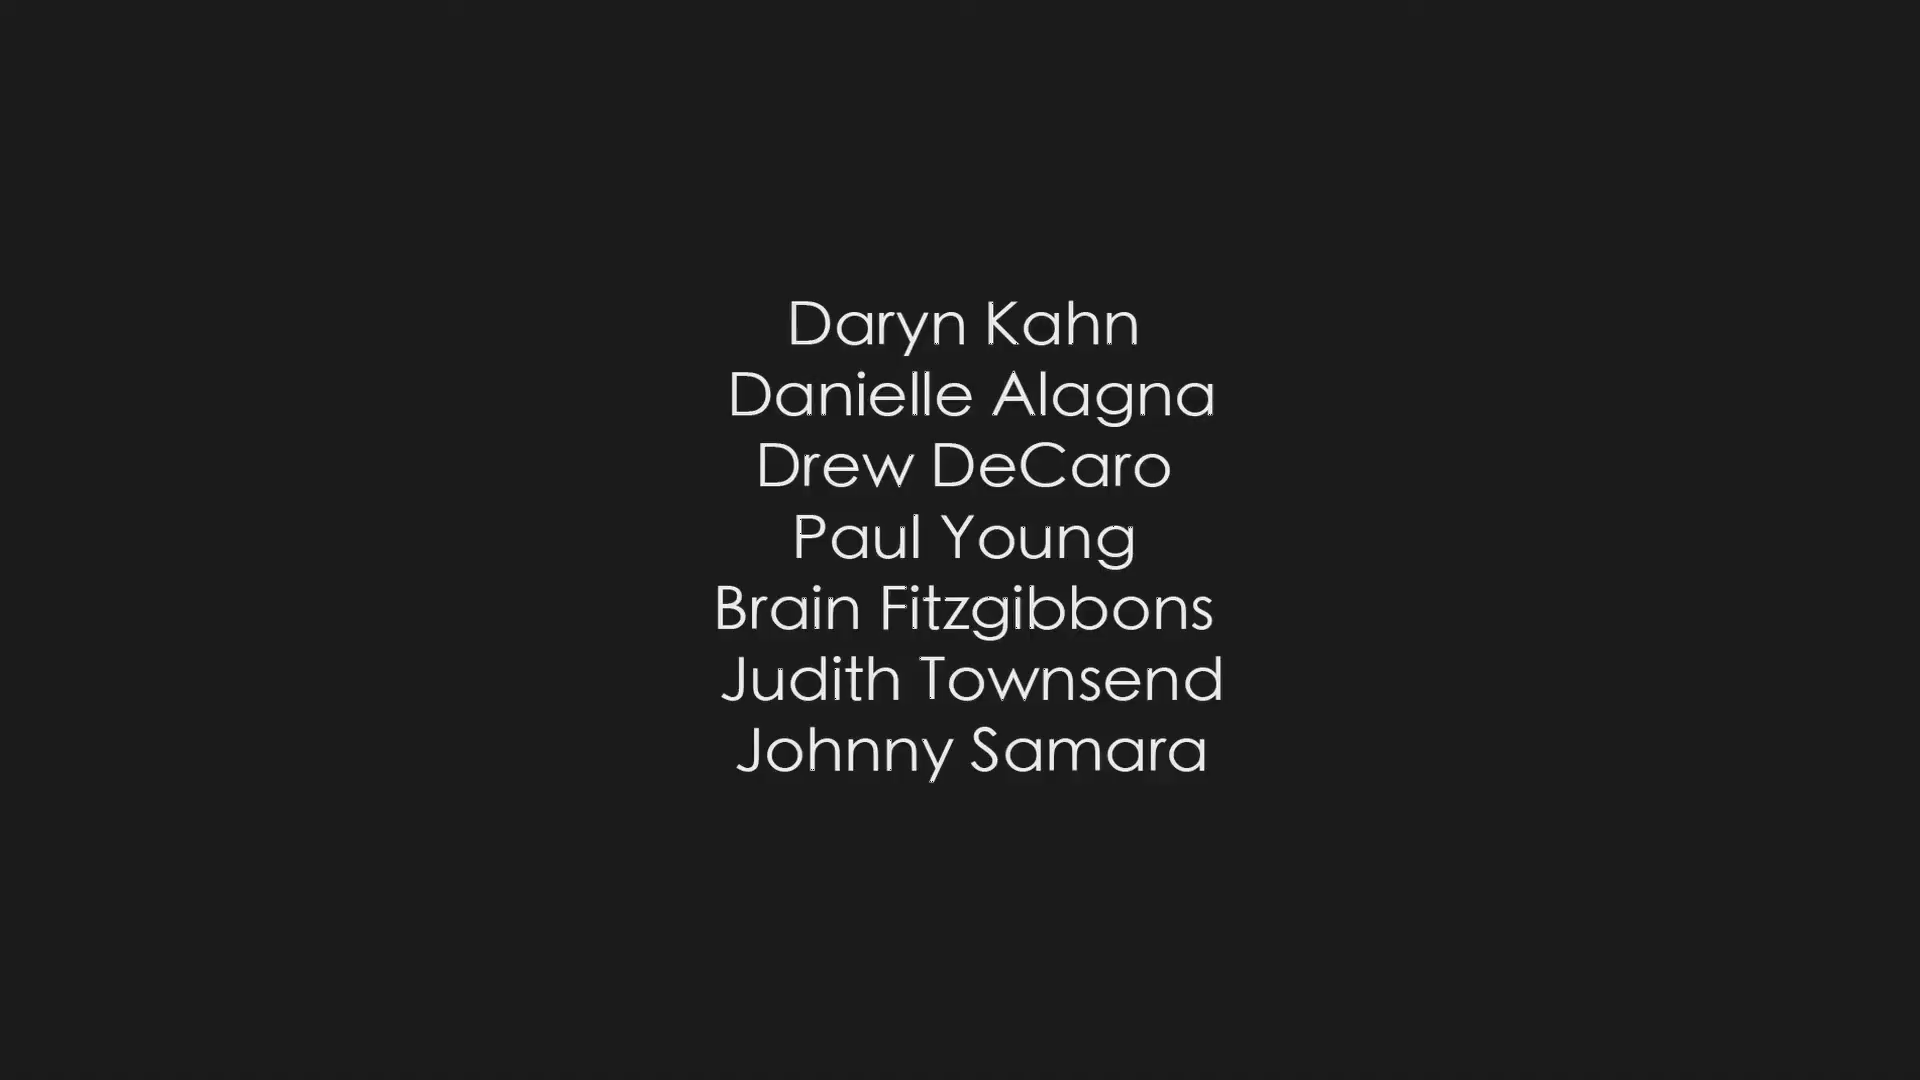 Daryn Kahn
Danielle Alagna
Drew DeCaro
Paul Young
Brain Fitzgibbons
Judith Townsend
Johnny Samara